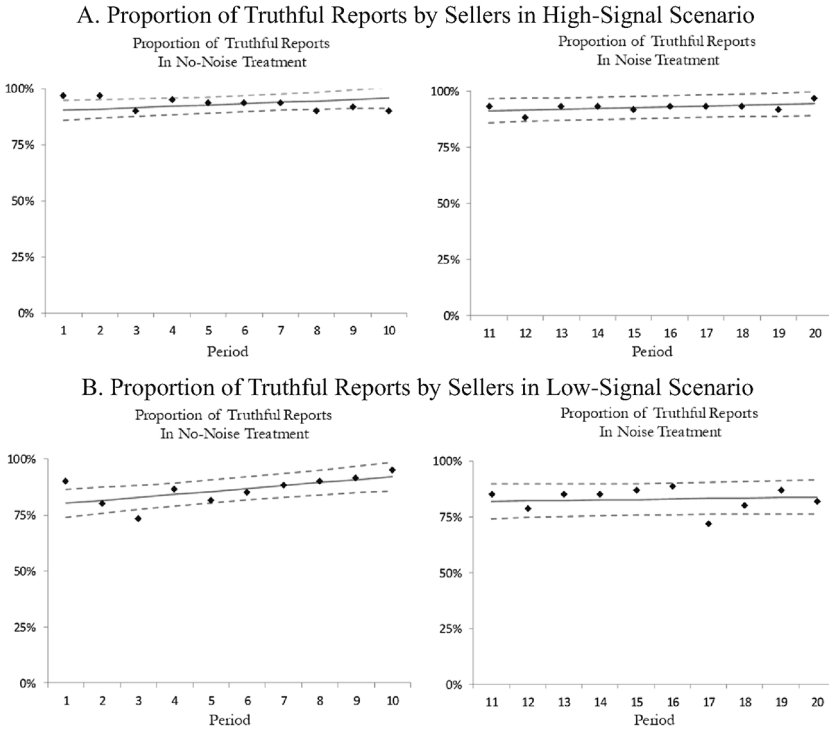 A. Proportion of Truthful Reports by Sellers in High-Signal Scenario
Proportion of Truthful Reports
In No-Noise Treatment
100%
75%
50%
25%
0%
1 2 3 4 5 6 7 8 9 10
Period
Proportion of Truthful Reports
In Noise Treatment
100%
75%
50%
25%
0%
11 12 13 14 15 16 17 18 19 20
Period
B. Proportion of Truthful Reports by Sellers in Low-Signal Scenario
Proportion of Truthful Reports
In No-Noise Treatment
100%
75%
50%
25%
0%
1 2 3 4 5 6 7 8 9 10
Period
Proportion of Truthful Reports
In Noise Treatment
100%
75%
50%
25%
0%
11 12 13 14 15 16 17 18 19 20
Period